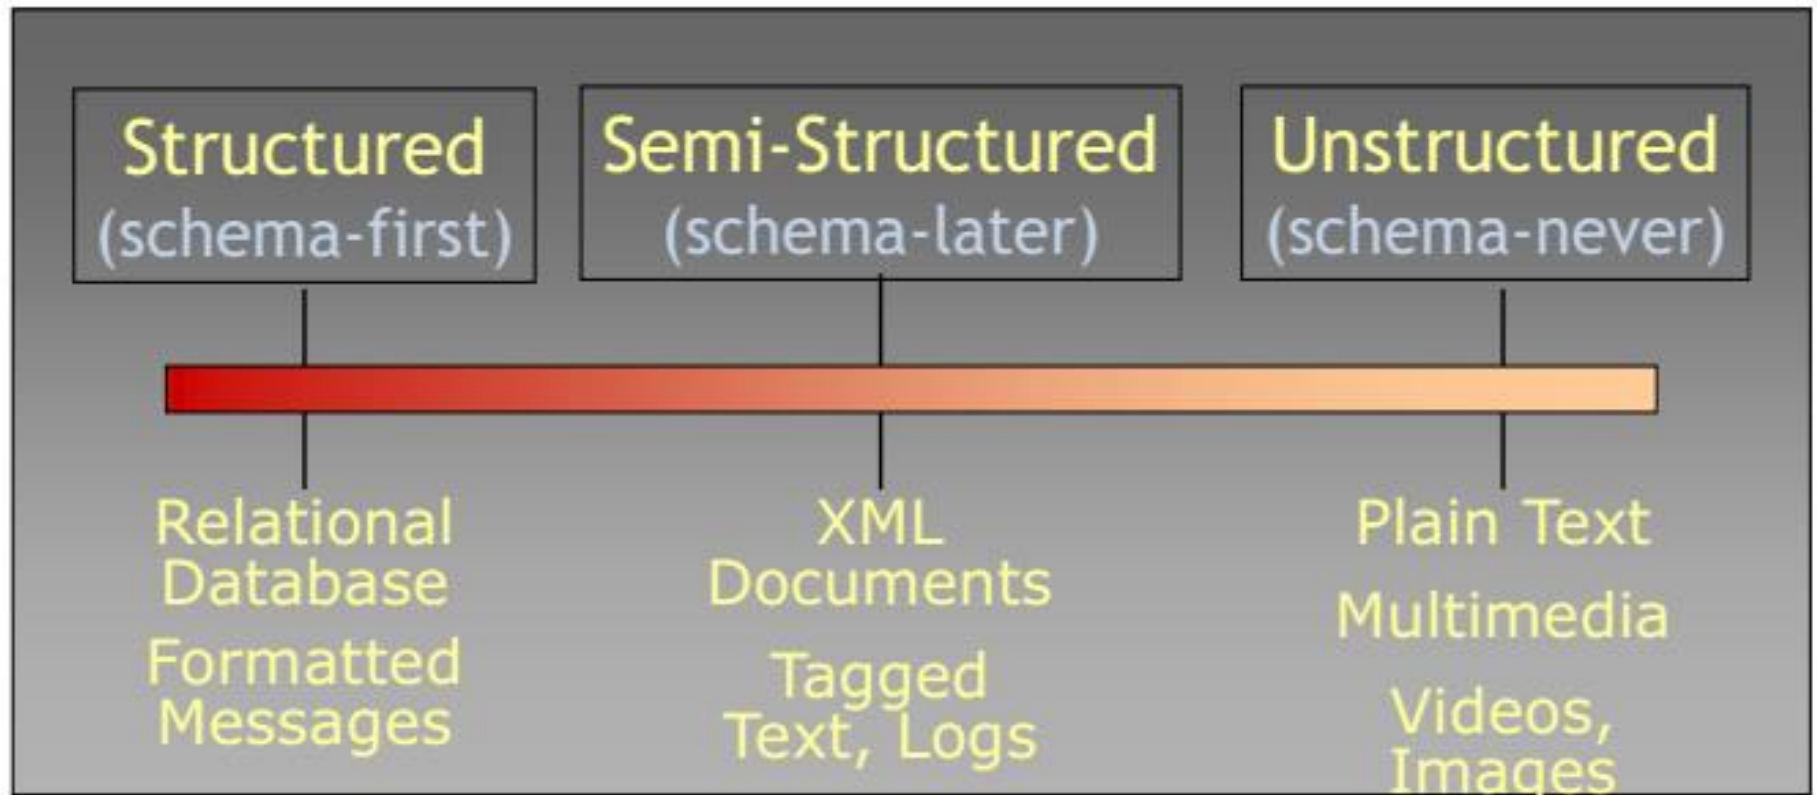 Structured
(schema-first)
Semi-Structured
(schema-later)
Unstructured
(schema-never)
Relational
Database
Formatted
Messages
XML
Documents
Tagged
Text, Logs
Plain Text
Multimedia
Videos,
Images